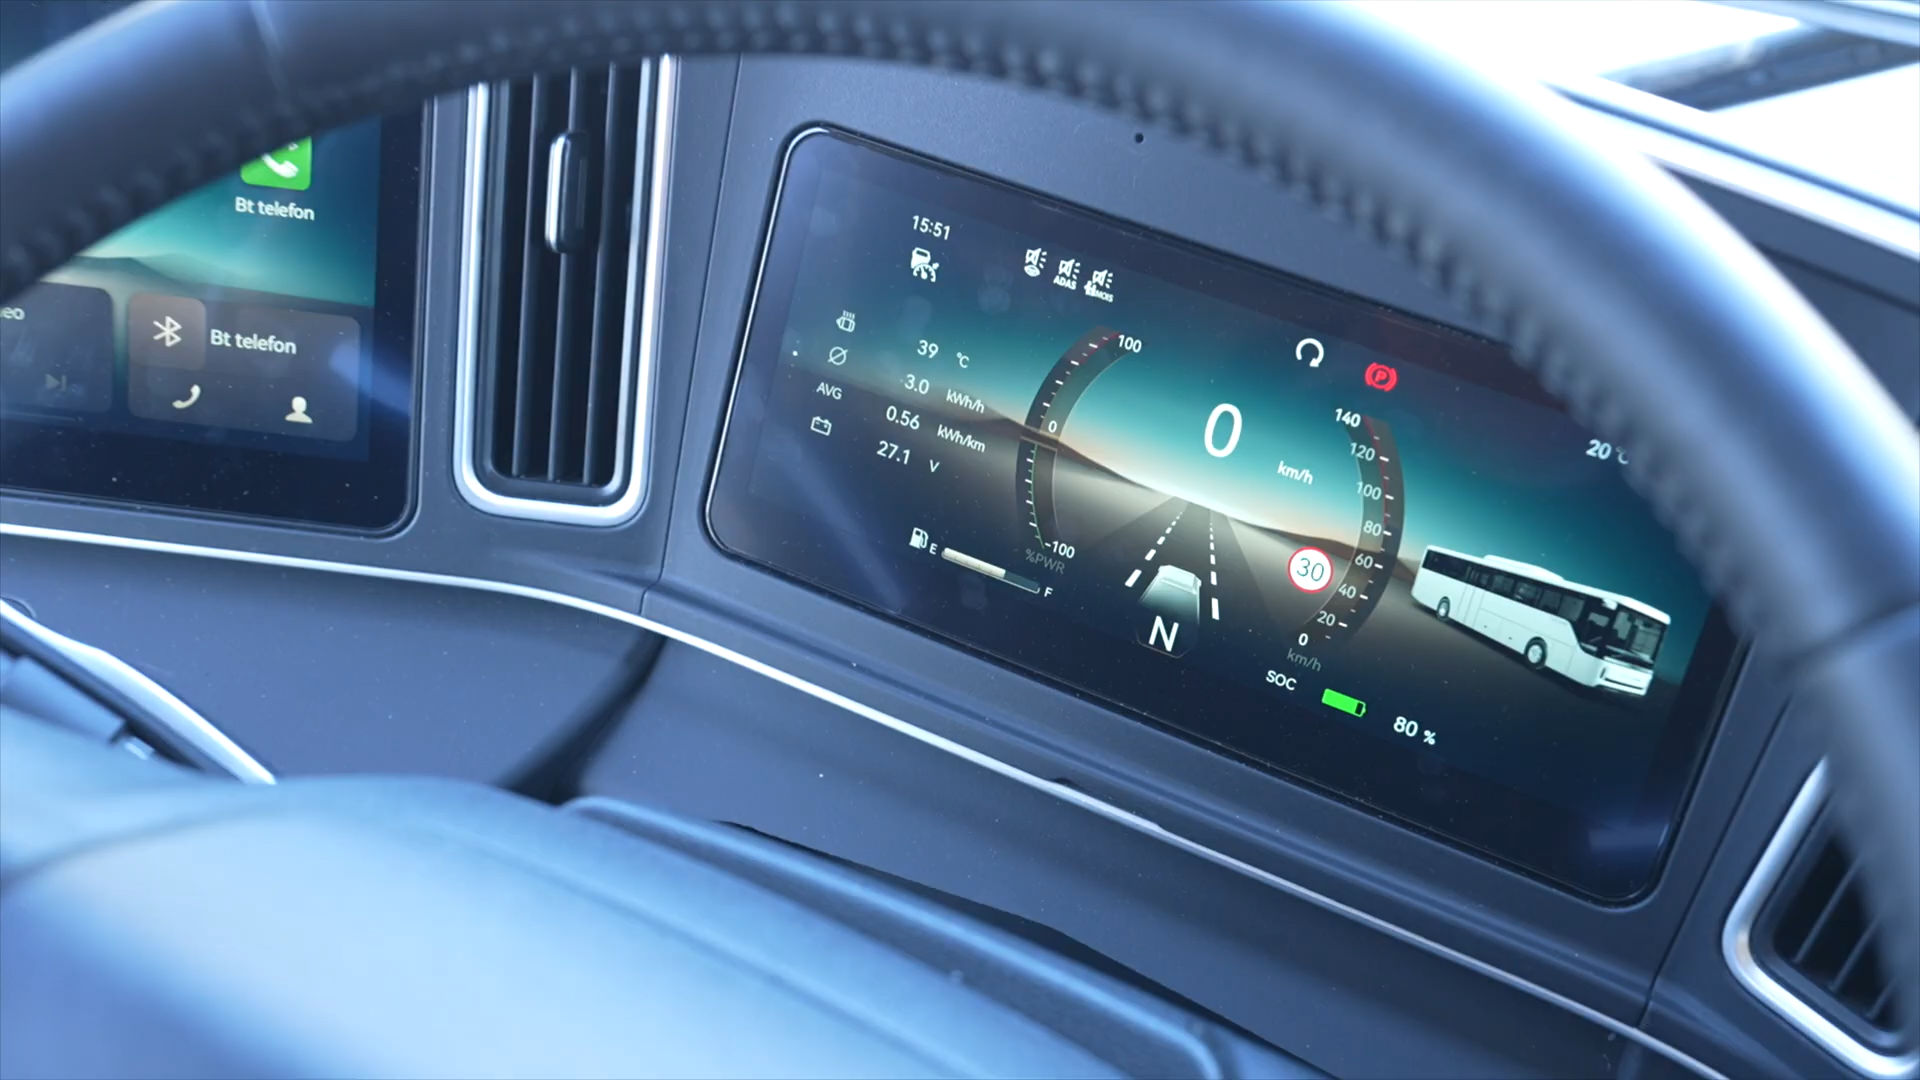 Bt telefon
eo
Bt telefon
15:51
ADAS
39 °C
3.0 kWh/h
AVG 0.56 kWh/km
27.1 V
100
0
-100
%PWR
E
F
P
0
km/h
140
120
100
80
60
40
20
0
km/h
30
N
20 °C
SOC
80 %